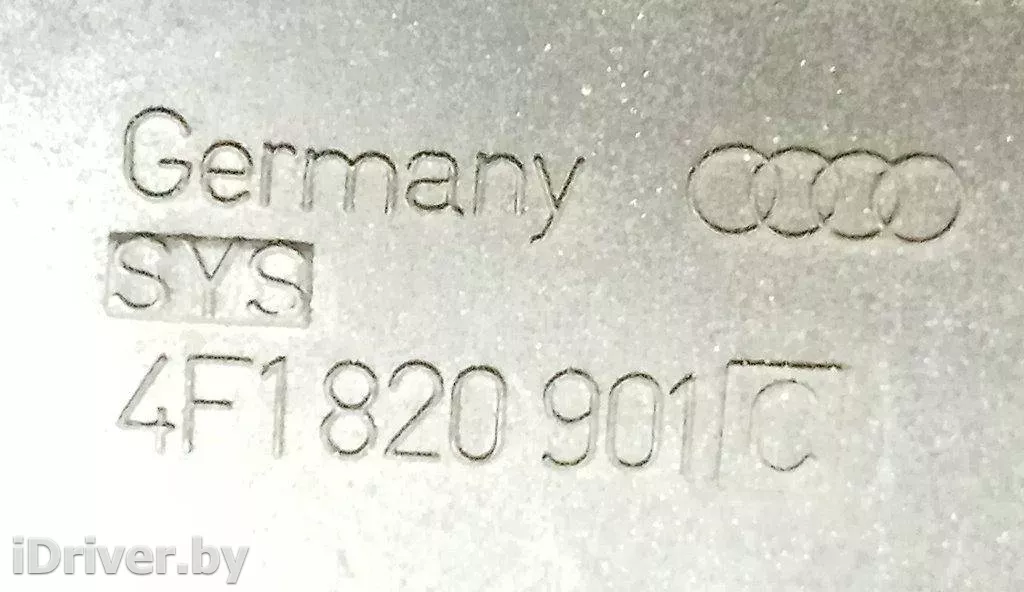 Germany
SYS
4F1 820 901 C
iDriver.by